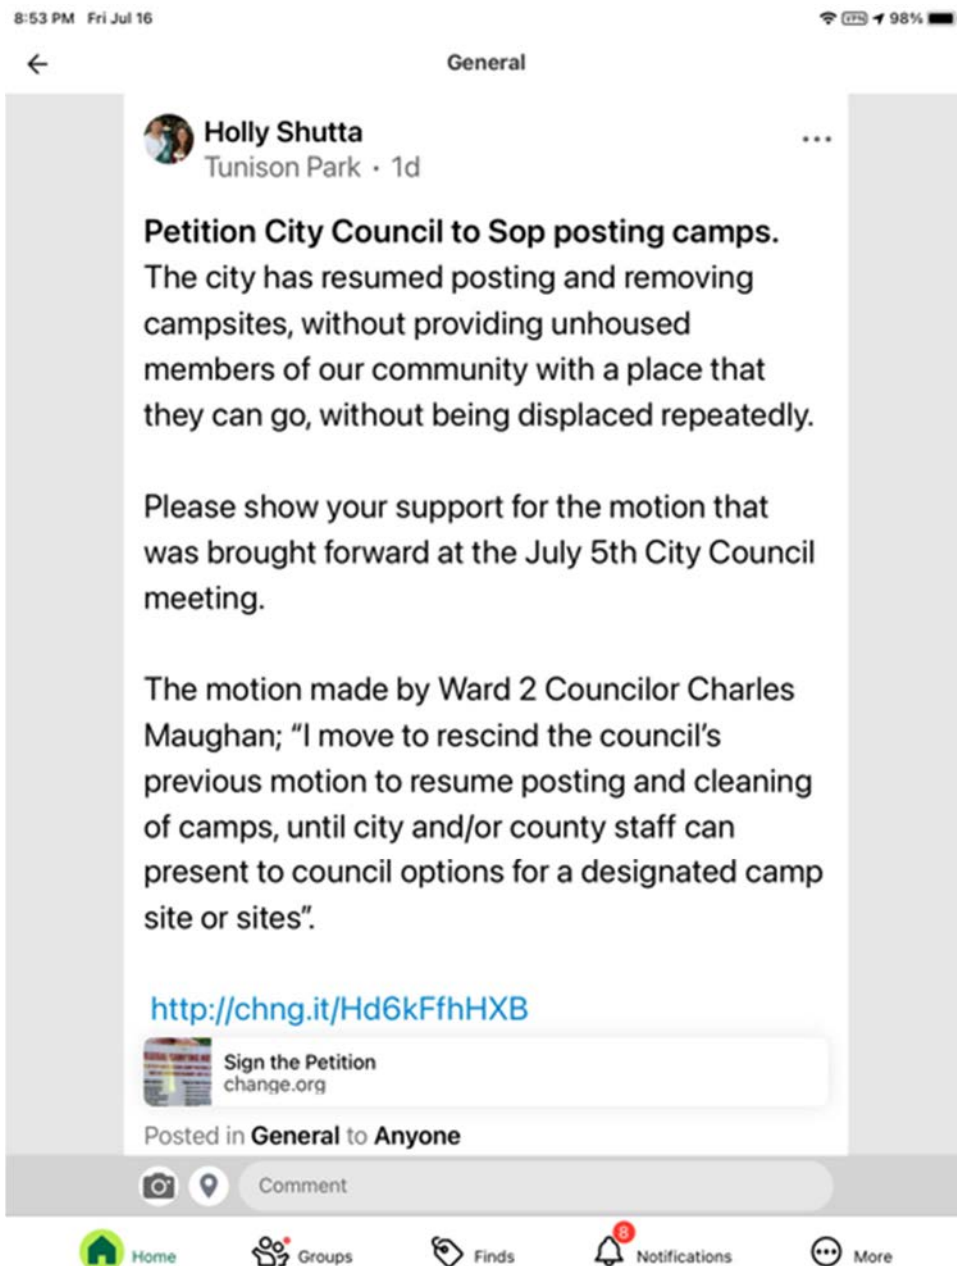 8:53 PM Fri Jul 16
VPN 98%
General
Holly Shutta
Tunison Park · 1d
Petition City Council to Sop posting camps.
The city has resumed posting and removing
campsites, without providing unhoused
members of our community with a place that
they can go, without being displaced repeatedly.
Please show your support for the motion that
was brought forward at the July 5th City Council
meeting.
The motion made by Ward 2 Councilor Charles
Maughan; “I move to rescind the council’s
previous motion to resume posting and cleaning
of camps, until city and/or county staff can
present to council options for a designated camp
site or sites”.
http://chng.it/Hd6kFfhHXB
Sign the Petition
change.org
Posted in General to Anyone
Comment
8
Home Groups Finds Notifications More